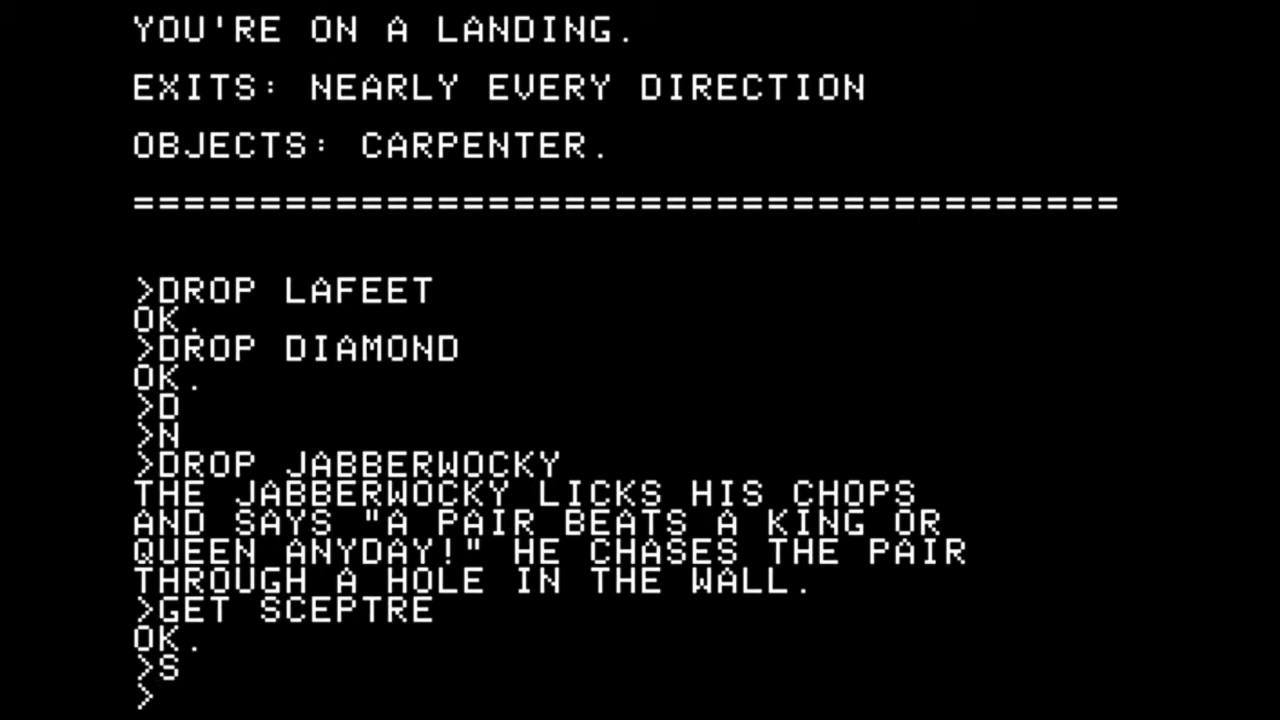 YOU'RE ON A LANDING.
EXITS: NEARLY EVERY DIRECTION
OBJECTS: CARPENTER.
=======================================
>DROP LAFEET
OK.
>DROP DIAMOND
OK.
>D
>N
>DROP JABBERWOCKY
THE JABBERWOCKY LICKS HIS CHOPS
AND SAYS "A PAIR BEATS A KING OR
QUEEN ANYDAY!" HE CHASES THE PAIR
THROUGH A HOLE IN THE WALL.
>GET SCEPTRE
OK.
>S
>